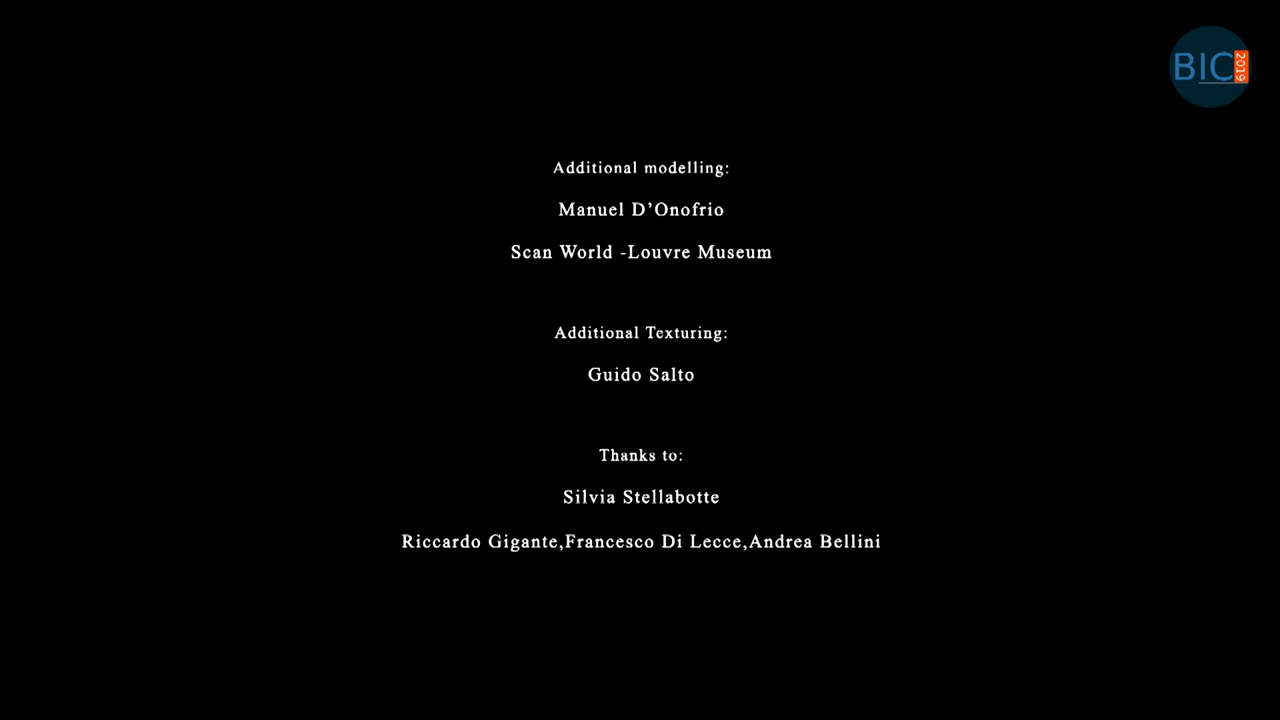 BIC
2019
Additional modelling:
Manuel D’Onofrio
Scan World -Louvre Museum
Additional Texturing:
Guido Salto
Thanks to:
Silvia Stellabotte
Riccardo Gigante,Francesco Di Lecce,Andrea Bellini